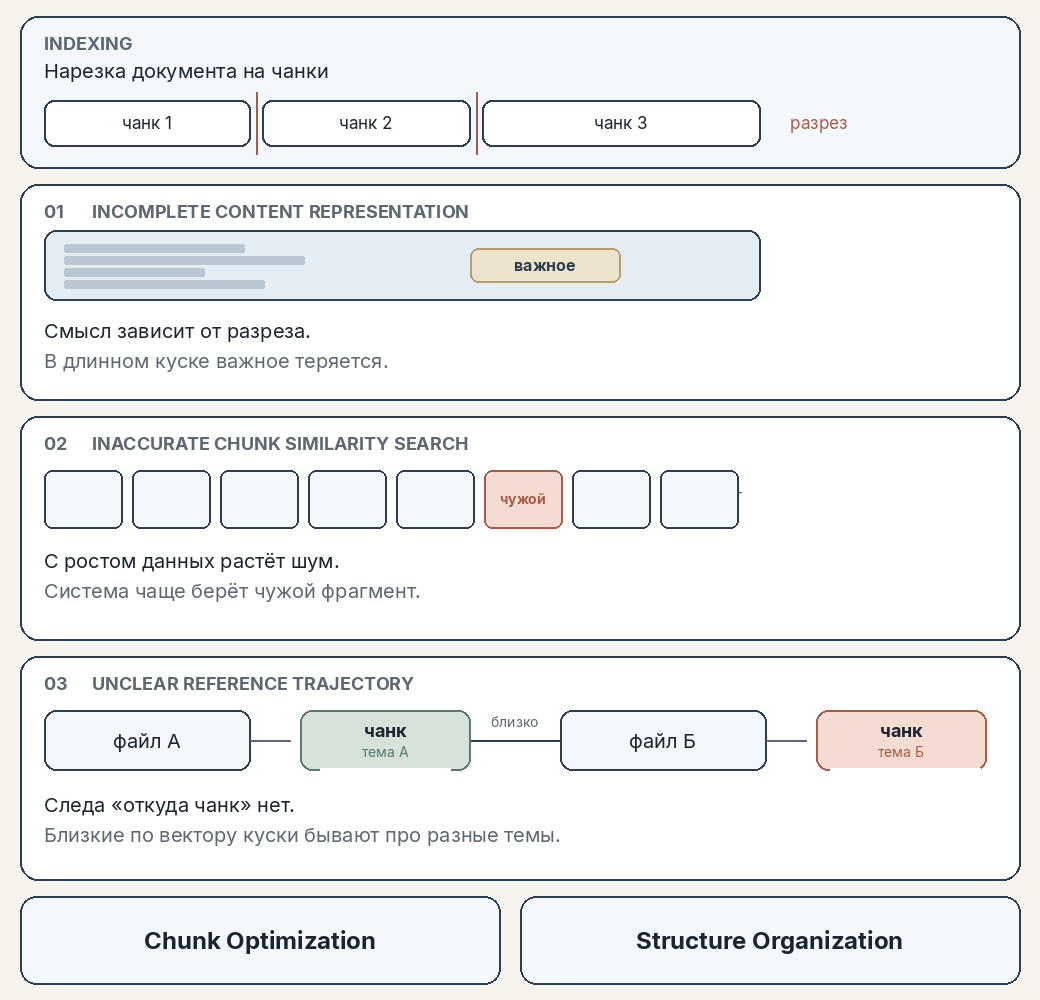 INDEXING
Нарезка документа на чанки
чанк 1
чанк 2
чанк 3
разрез
01 INCOMPLETE CONTENT REPRESENTATION
важное
Смысл зависит от разреза.
В длинном куске важное теряется.
02 INACCURATE CHUNK SIMILARITY SEARCH
чужой
С ростом данных растёт шум.
Система чаще берёт чужой фрагмент.
03 UNCLEAR REFERENCE TRAJECTORY
файл А
чанк
тема А
близко
файл Б
чанк
тема Б
Следа «откуда чанк» нет.
Близкие по вектору куски бывают про разные темы.
Chunk Optimization
Structure Organization